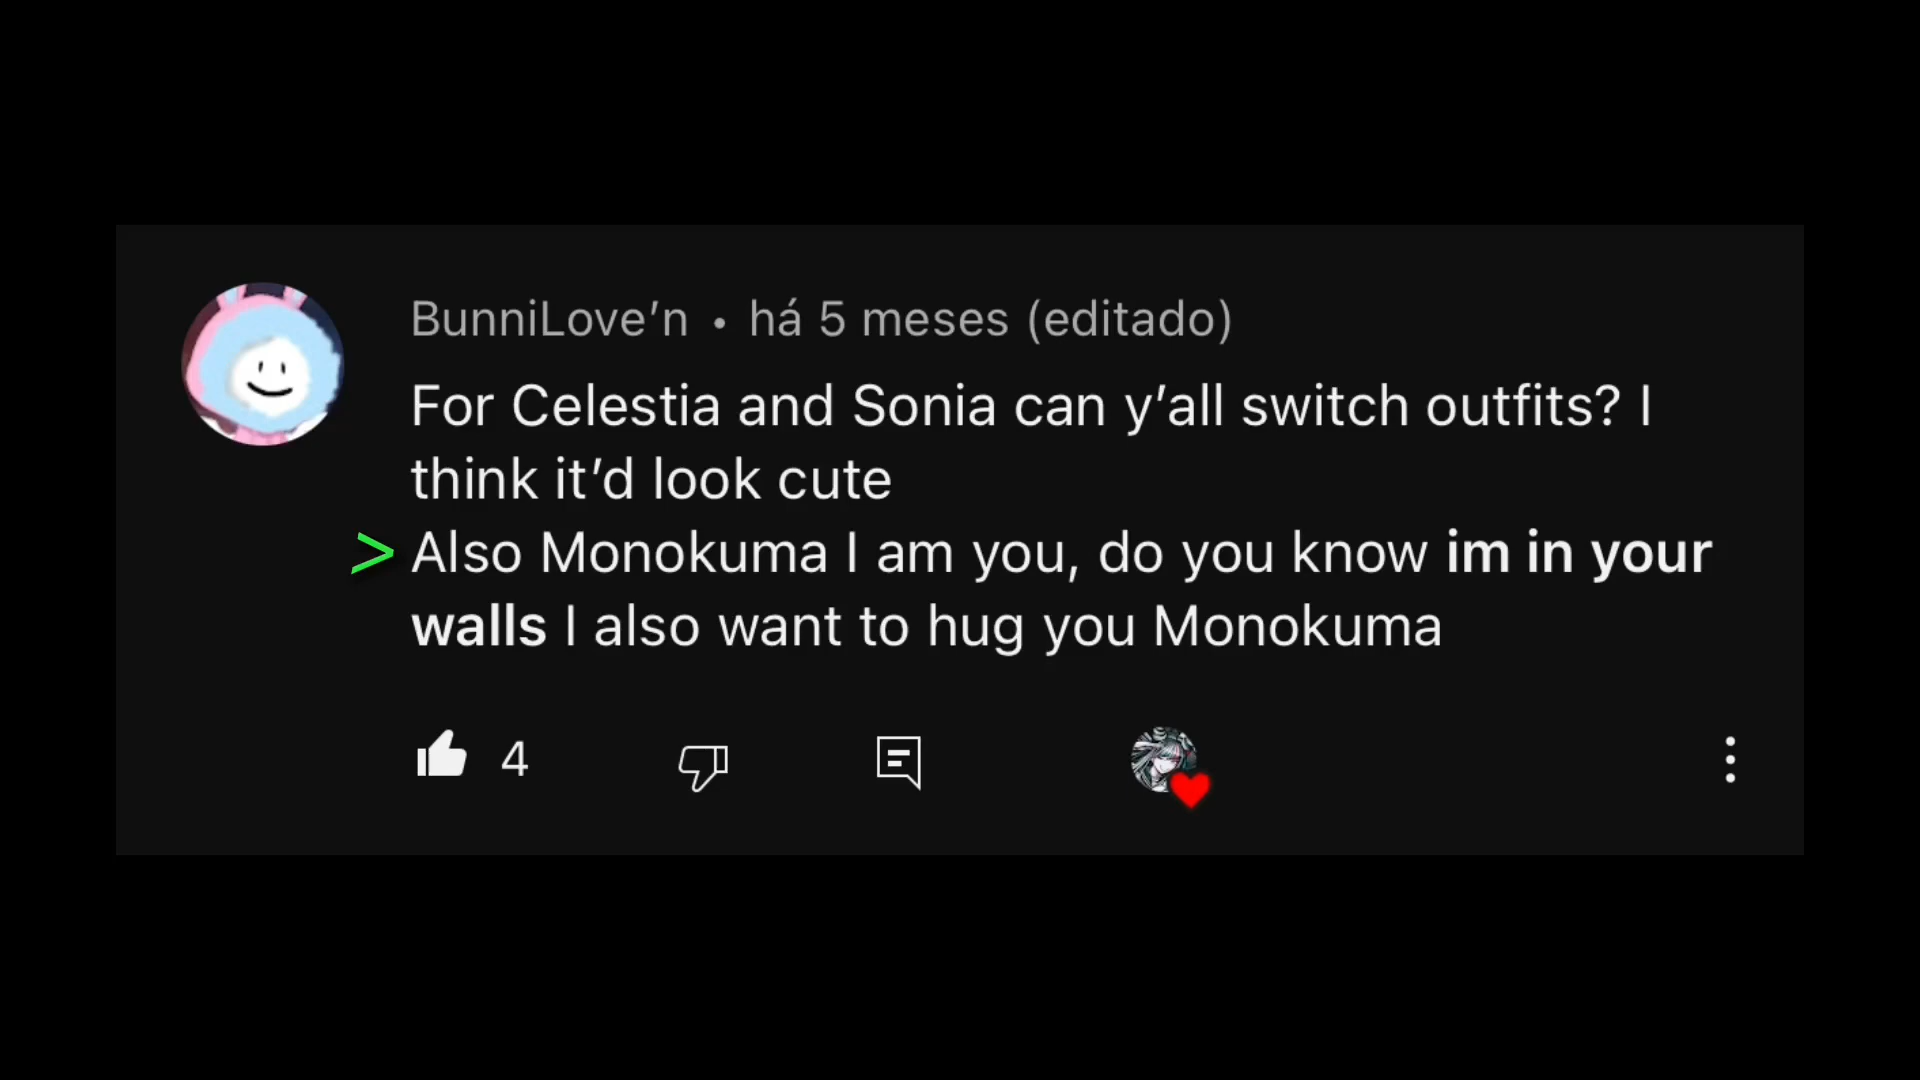 BunniLove’n • há 5 meses (editado)
For Celestia and Sonia can y’all switch outfits? I
think it’d look cute
> Also Monokuma I am you, do you know im in your
walls I also want to hug you Monokuma
4